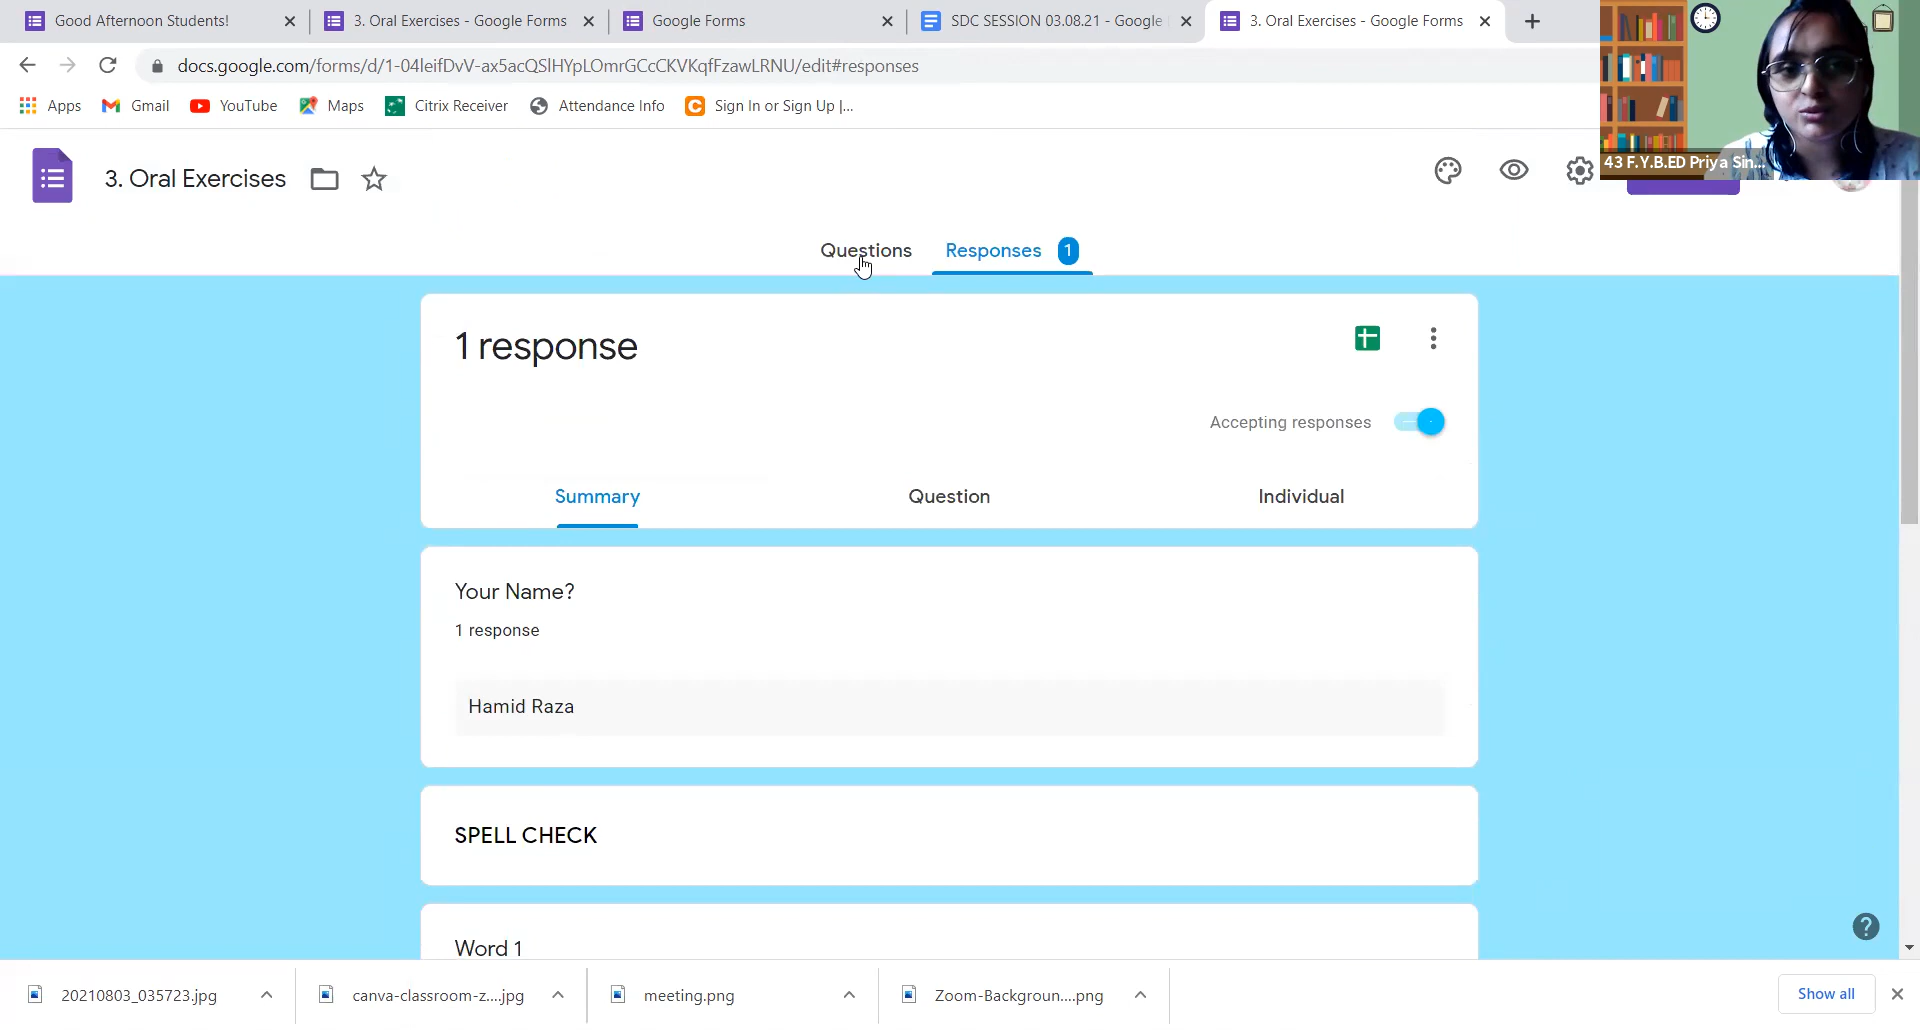 Good Afternoon Students!
3. Oral Exercises - Google Forms
Google Forms
SDC SESSION 03.08.21 - Google
3. Oral Exercises - Google Forms
docs.google.com/forms/d/1-04leifDvV-ax5acQSlHYpLOmrGCcCKVKqfFzawLRNU/edit#responses
Apps
Gmail
YouTube
Maps
Citrix Receiver
Attendance Info
Sign In or Sign Up |...
43 F.Y.B.ED Priya Sin...
3. Oral Exercises
Questions
Responses 1
1 response
Accepting responses
Summary
Question
Individual
Your Name?
1 response
Hamid Raza
SPELL CHECK
Word 1
20210803_035723.jpg
canva-classroom-z....jpg
meeting.png
Zoom-Backgroun....png
Show all